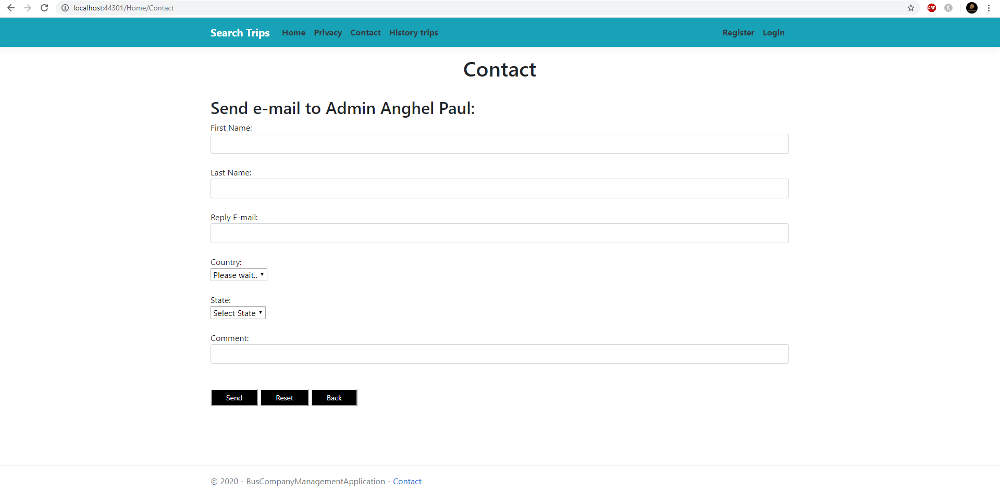 localhost:44301/Home/Contact
ABP
K
Search Trips Home Privacy Contact History trips Register Login
Contact
Send e-mail to Admin Anghel Paul:
First Name:
Last Name:
Reply E-mail:
Country:
Please wait..
State:
Select State
Comment:
Send Reset Back
© 2020 - BusCompanyManagementApplication - Contact